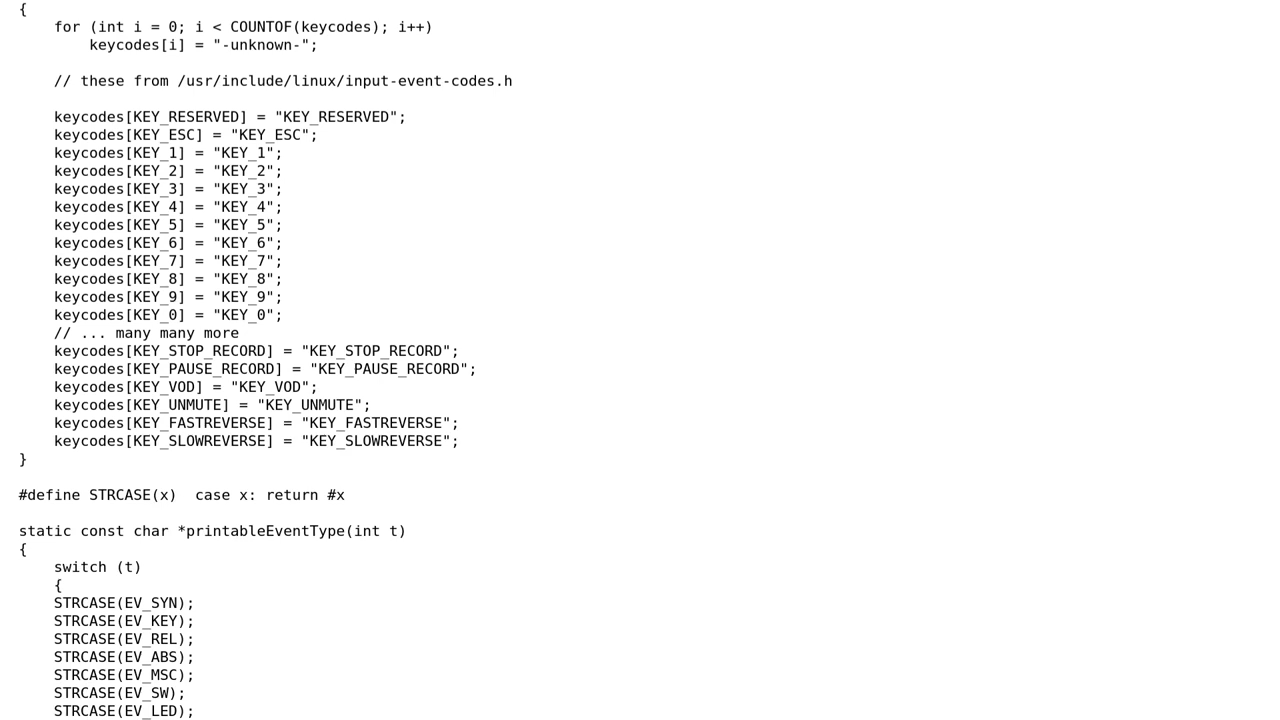 {
    for (int i = 0; i < COUNTOF(keycodes); i++)
        keycodes[i] = "-unknown-";

    // these from /usr/include/linux/input-event-codes.h

    keycodes[KEY_RESERVED] = "KEY_RESERVED";
    keycodes[KEY_ESC] = "KEY_ESC";
    keycodes[KEY_1] = "KEY_1";
    keycodes[KEY_2] = "KEY_2";
    keycodes[KEY_3] = "KEY_3";
    keycodes[KEY_4] = "KEY_4";
    keycodes[KEY_5] = "KEY_5";
    keycodes[KEY_6] = "KEY_6";
    keycodes[KEY_7] = "KEY_7";
    keycodes[KEY_8] = "KEY_8";
    keycodes[KEY_9] = "KEY_9";
    keycodes[KEY_0] = "KEY_0";
    // ... many many more
    keycodes[KEY_STOP_RECORD] = "KEY_STOP_RECORD";
    keycodes[KEY_PAUSE_RECORD] = "KEY_PAUSE_RECORD";
    keycodes[KEY_VOD] = "KEY_VOD";
    keycodes[KEY_UNMUTE] = "KEY_UNMUTE";
    keycodes[KEY_FASTREVERSE] = "KEY_FASTREVERSE";
    keycodes[KEY_SLOWREVERSE] = "KEY_SLOWREVERSE";
}

#define STRCASE(x)  case x: return #x

static const char *printableEventType(int t)
{
    switch (t)
    {
    STRCASE(EV_SYN);
    STRCASE(EV_KEY);
    STRCASE(EV_REL);
    STRCASE(EV_ABS);
    STRCASE(EV_MSC);
    STRCASE(EV_SW);
    STRCASE(EV_LED);